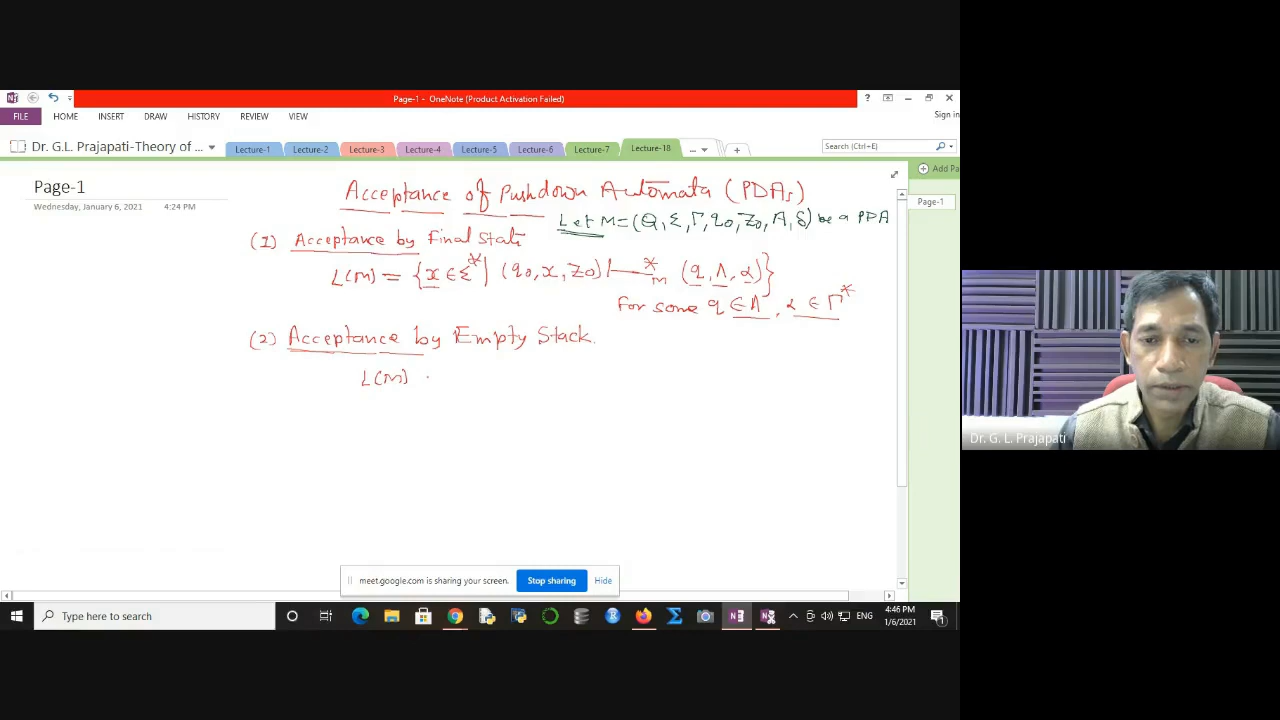 Page-1 - OneNote (Product Activation Failed)
Sign in
FILE HOME INSERT DRAW HISTORY REVIEW VIEW
Dr. G.L. Prajapati-Theory of ... Lecture-1 Lecture-2 Lecture-3 Lecture-4 Lecture-5 Lecture-6 Lecture-7 Lecture-18 ... Search (Ctrl+E)
Add Pa
Page-1
Page-1
Wednesday, January 6, 2021 4:24 PM
Acceptance of Pushdown Automata (PDAs)
Let M = (Q, Σ, Γ, q0, Z0, A, δ) be a PDA
(1) Acceptance by Final State
L(M) = {x ∈ Σ* | (q0, x, Z0) |—*M (q, Λ, α)}
For some q ∈ A, α ∈ Γ*
(2) Acceptance by Empty Stack.
L(M)
Dr. G. L. Prajapati
meet.google.com is sharing your screen. Stop sharing Hide
Type here to search
ENG
4:46 PM
1/6/2021